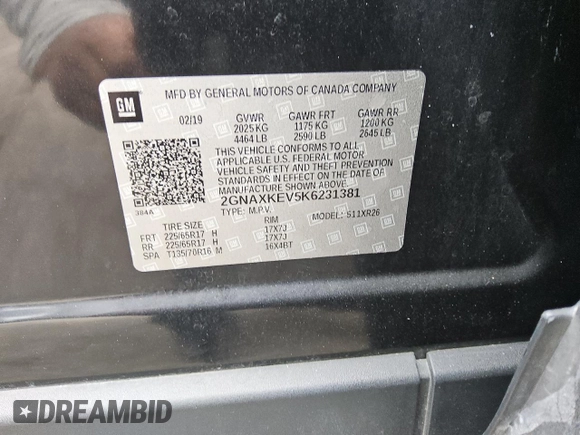 GM
MFD BY GENERAL MOTORS OF CANADA COMPANY
02/19 GVWR GAWR FRT GAWR RR
2025 KG 1175 KG 1200 KG
4464 LB 2590 LB 2645 LB
THIS VEHICLE CONFORMS TO ALL
APPLICABLE U.S. FEDERAL MOTOR
VEHICLE SAFETY AND THEFT PREVENTION
STANDARDS IN EFFECT ON THE DATE OF
MANUFACTURE SHOWN ABOVE.
384A 2GNAXKEV5K6231381
TYPE: M.P.V. MODEL: S11XR26
TIRE SIZE RIM
FRT 225/65R17 H 17X7J
RR 225/65R17 H 17X7J
SPA T135/70R16 M 16X4BT
DREAMBID